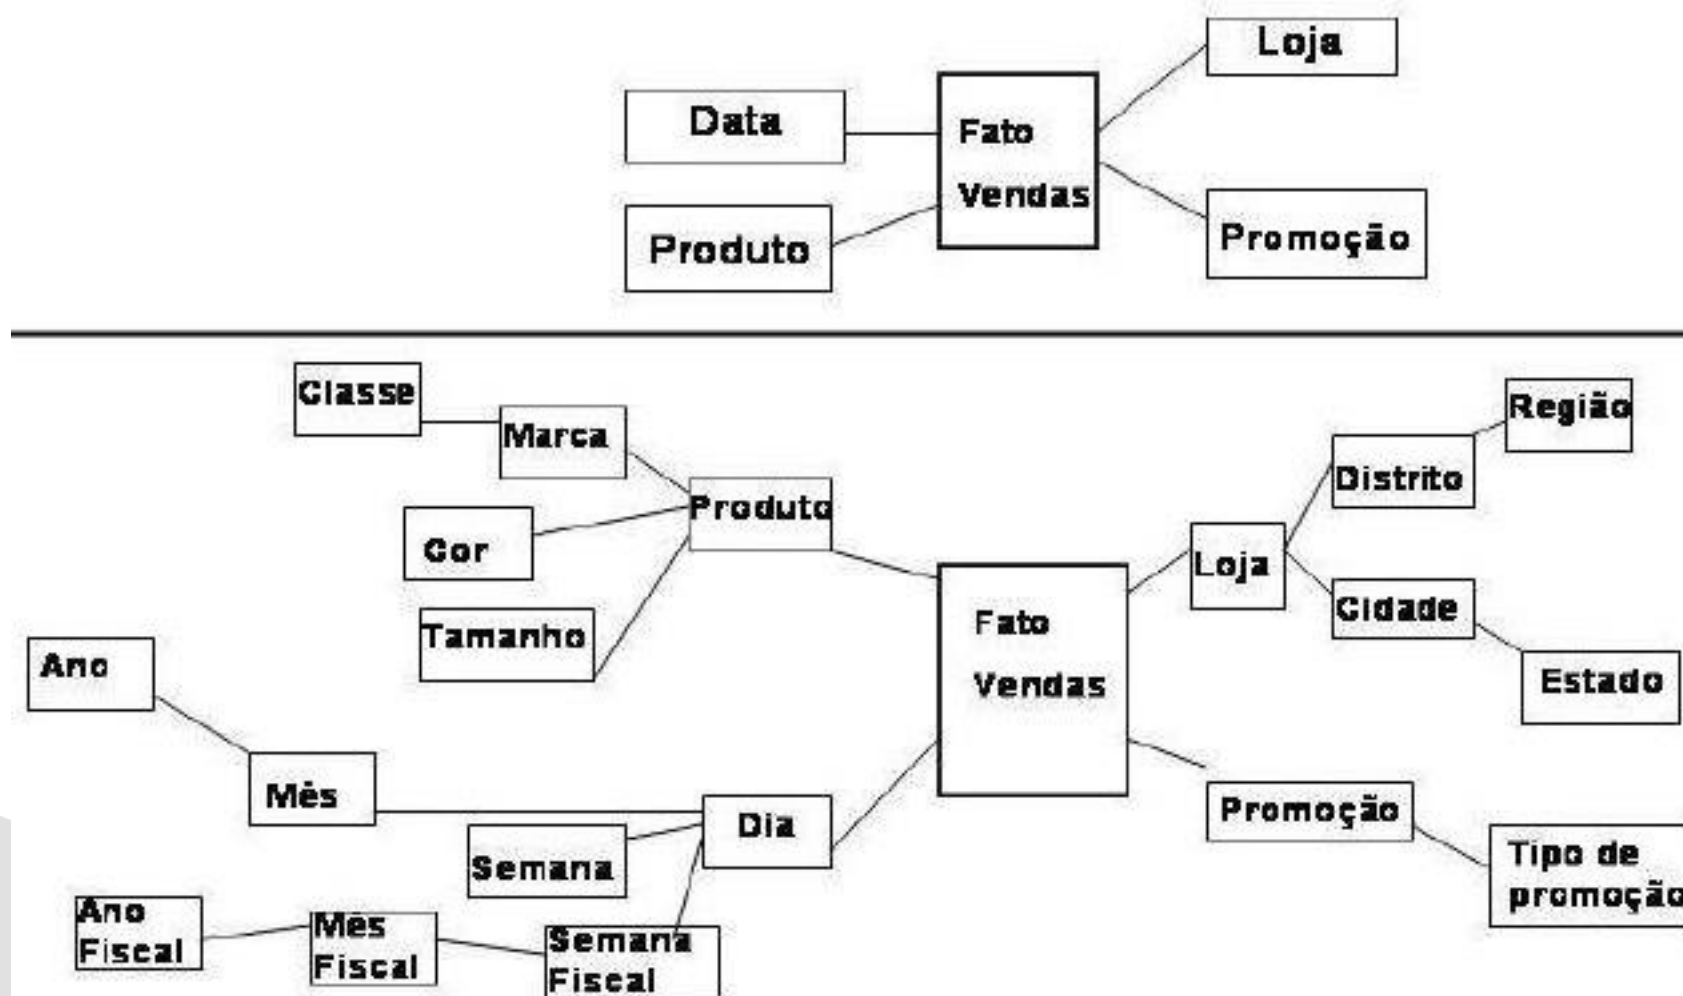 Loja
Data
Fato
Vendas
Produto
Promoção
Classe
Marca
Região
Distrito
Produto
Cor
Loja
Cidade
Tamanho
Fato
Vendas
Ano
Estado
Mês
Dia
Promoção
Semana
Tipo de
promoção
Ano
Fiscal
Mês
Fiscal
Semana
Fiscal